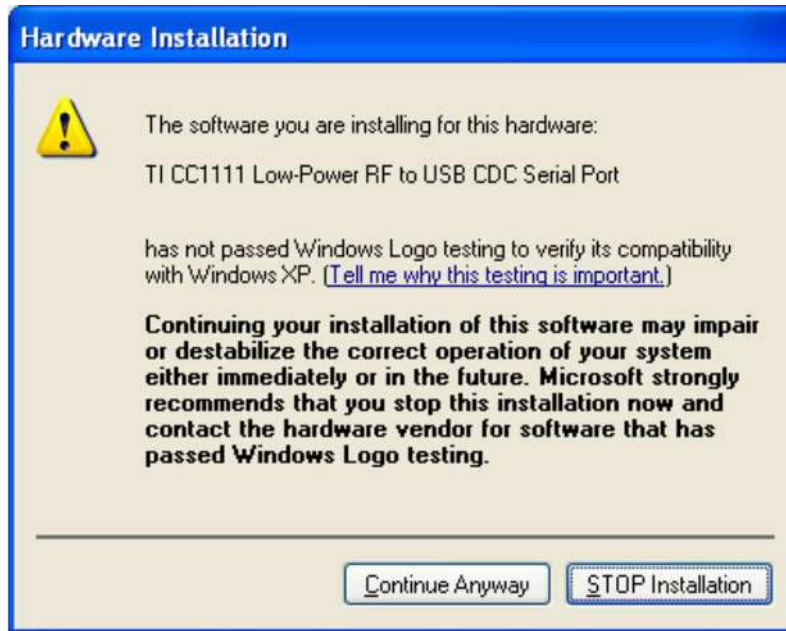 Hardware Installation
The software you are installing for this hardware:
TI CC1111 Low-Power RF to USB CDC Serial Port
has not passed Windows Logo testing to verify its compatibility
with Windows XP. (Tell me why this testing is important.)
Continuing your installation of this software may impair
or destabilize the correct operation of your system
either immediately or in the future. Microsoft strongly
recommends that you stop this installation now and
contact the hardware vendor for software that has
passed Windows Logo testing.
Continue Anyway
STOP Installation